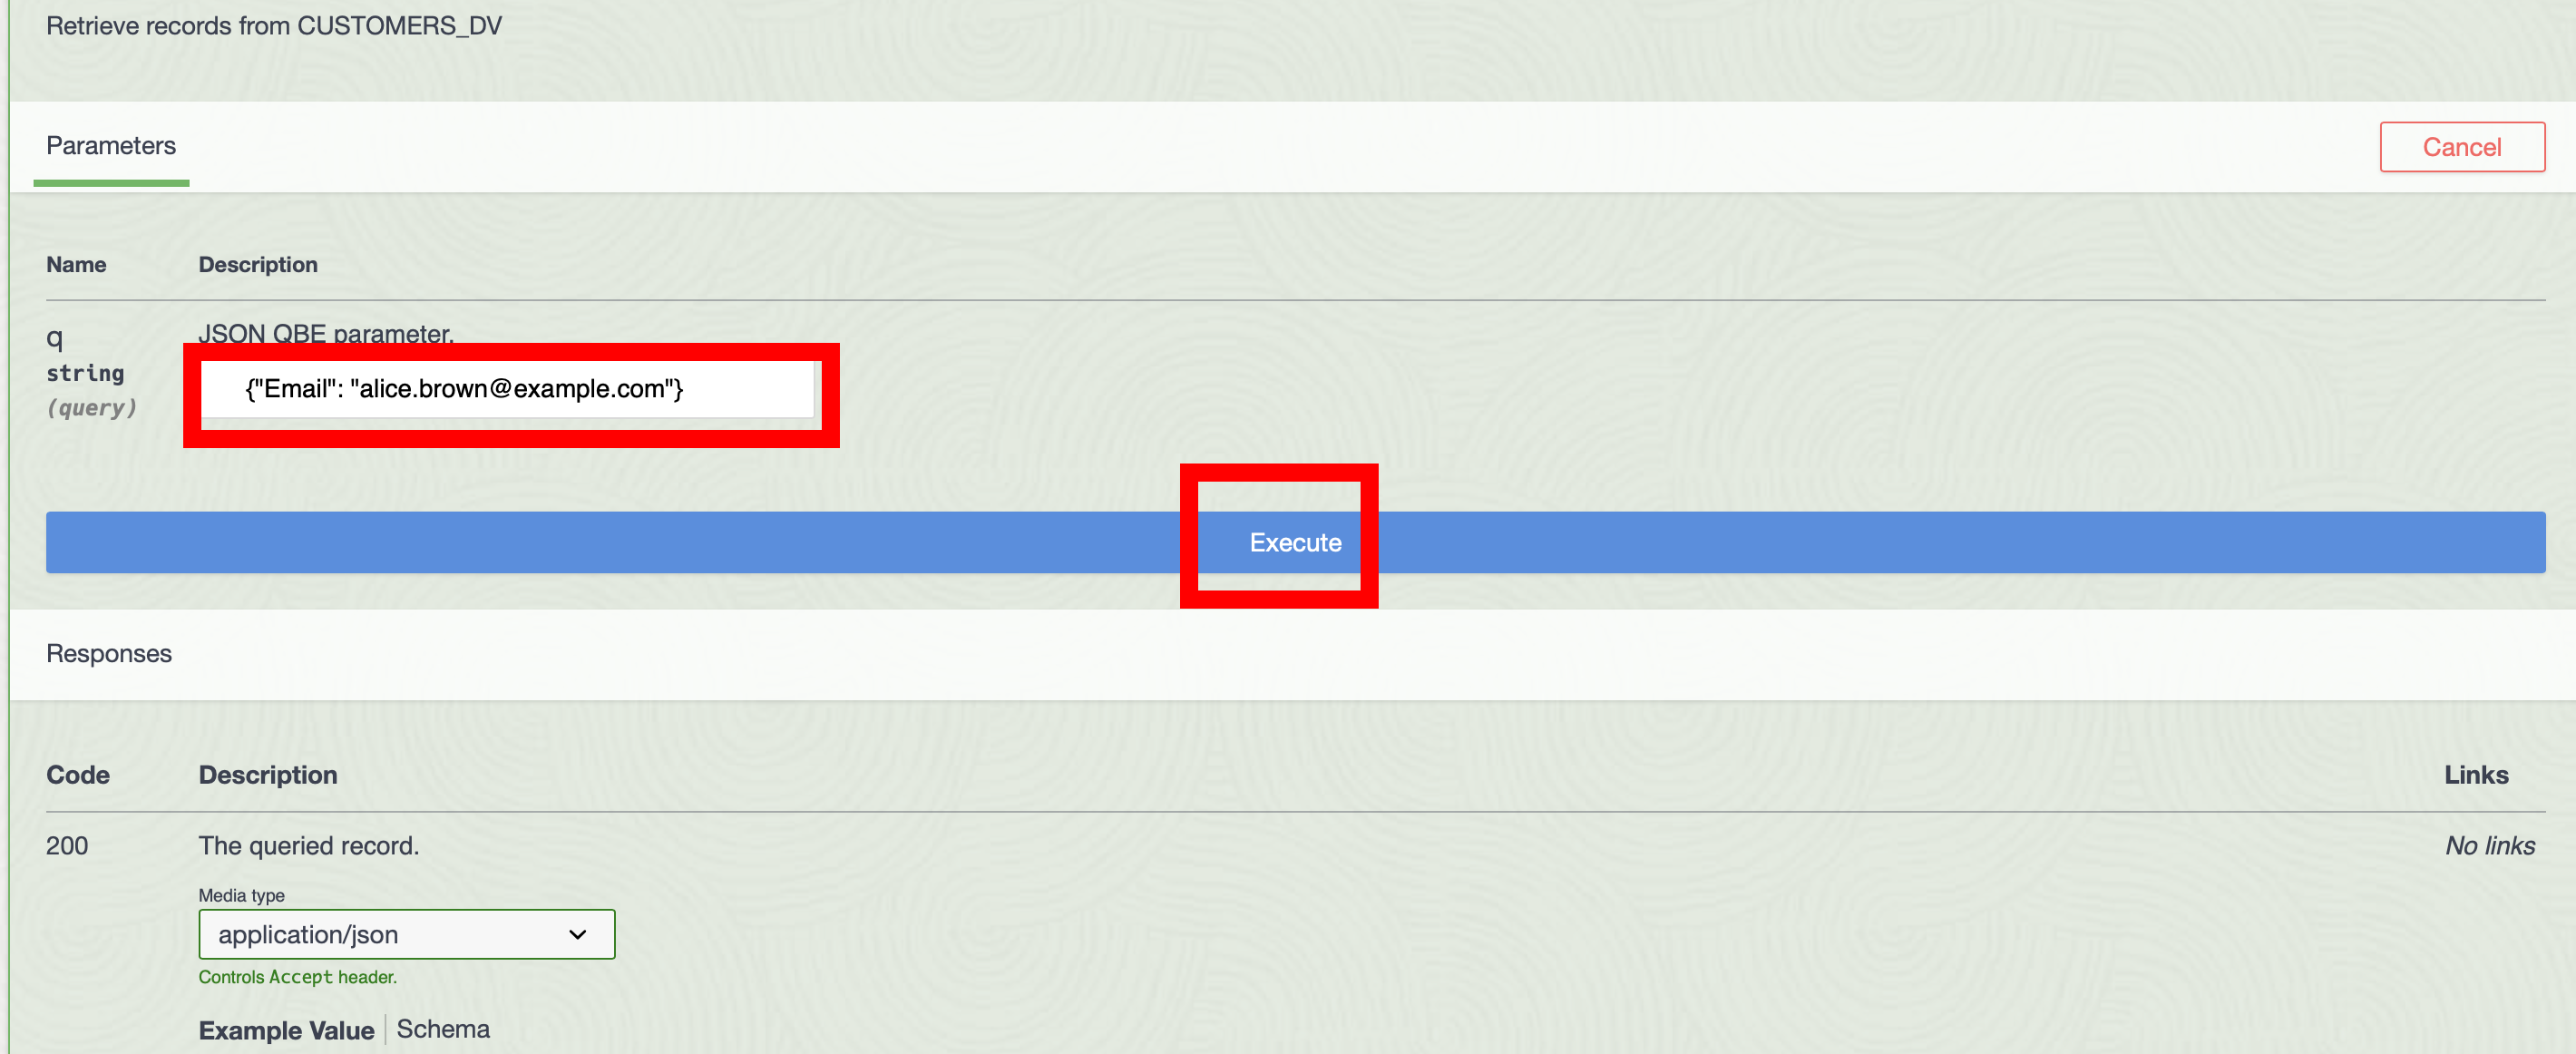 Retrieve records from CUSTOMERS_DV
Parameters
Cancel
Name Description
q
string
(query)
JSON QBE parameter.
{"Email": "alice.brown@example.com"}
Execute
Responses
Code Description Links
200 The queried record. No links
Media type
application/json
Controls Accept header.
Example Value Schema